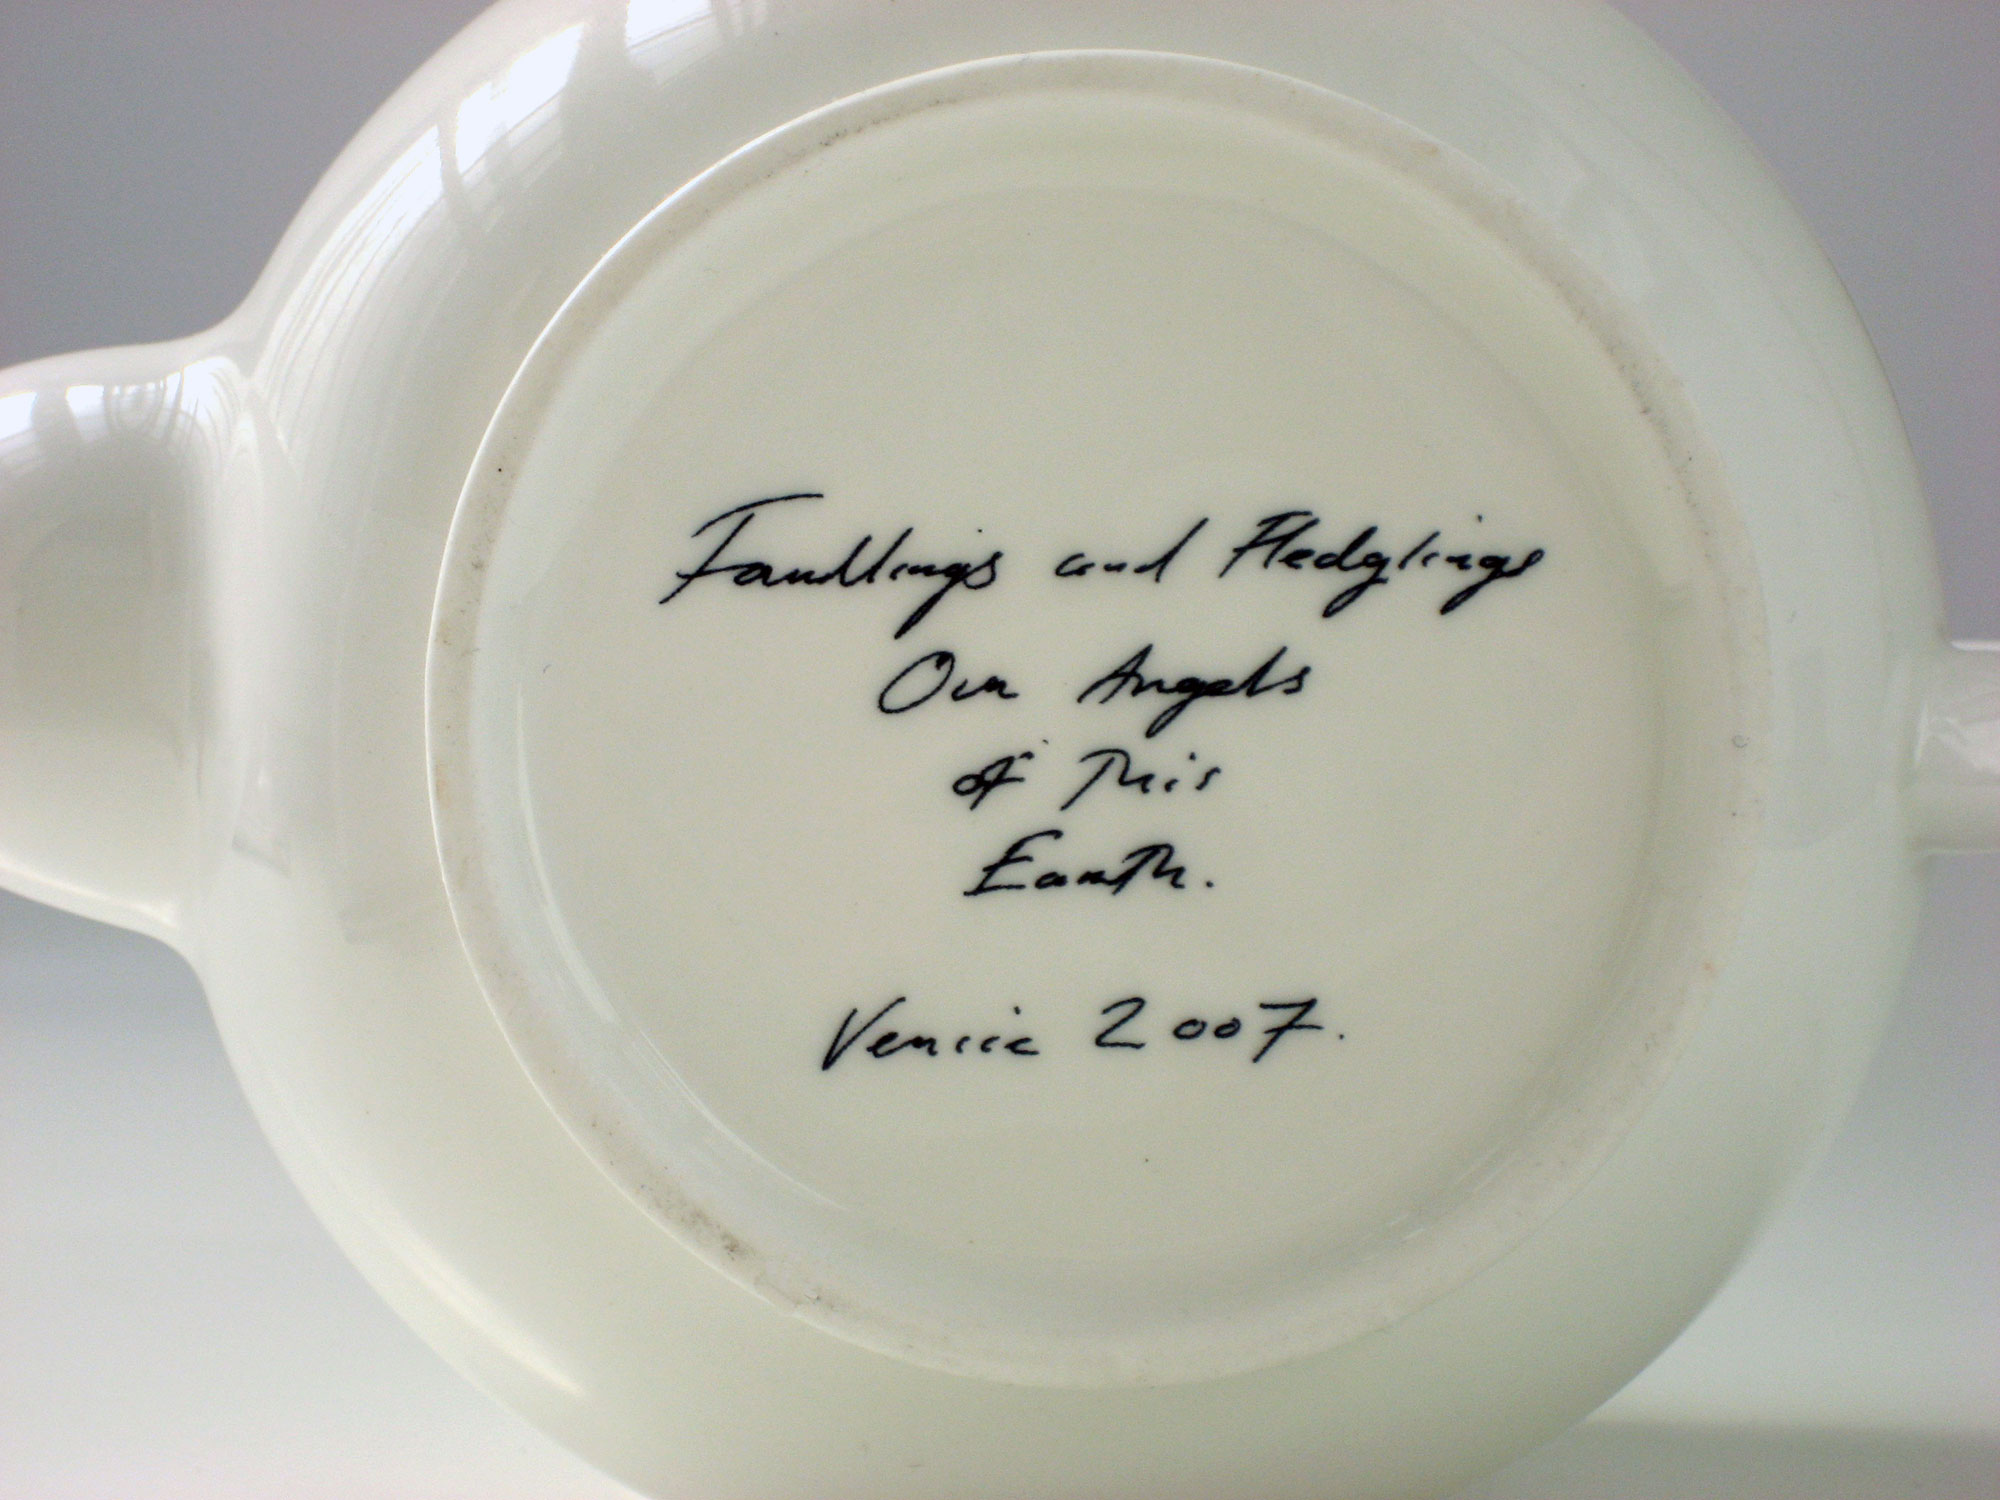 Foundlings and Fledglings
Our Angels
of This
Earth.
Venice 2007.